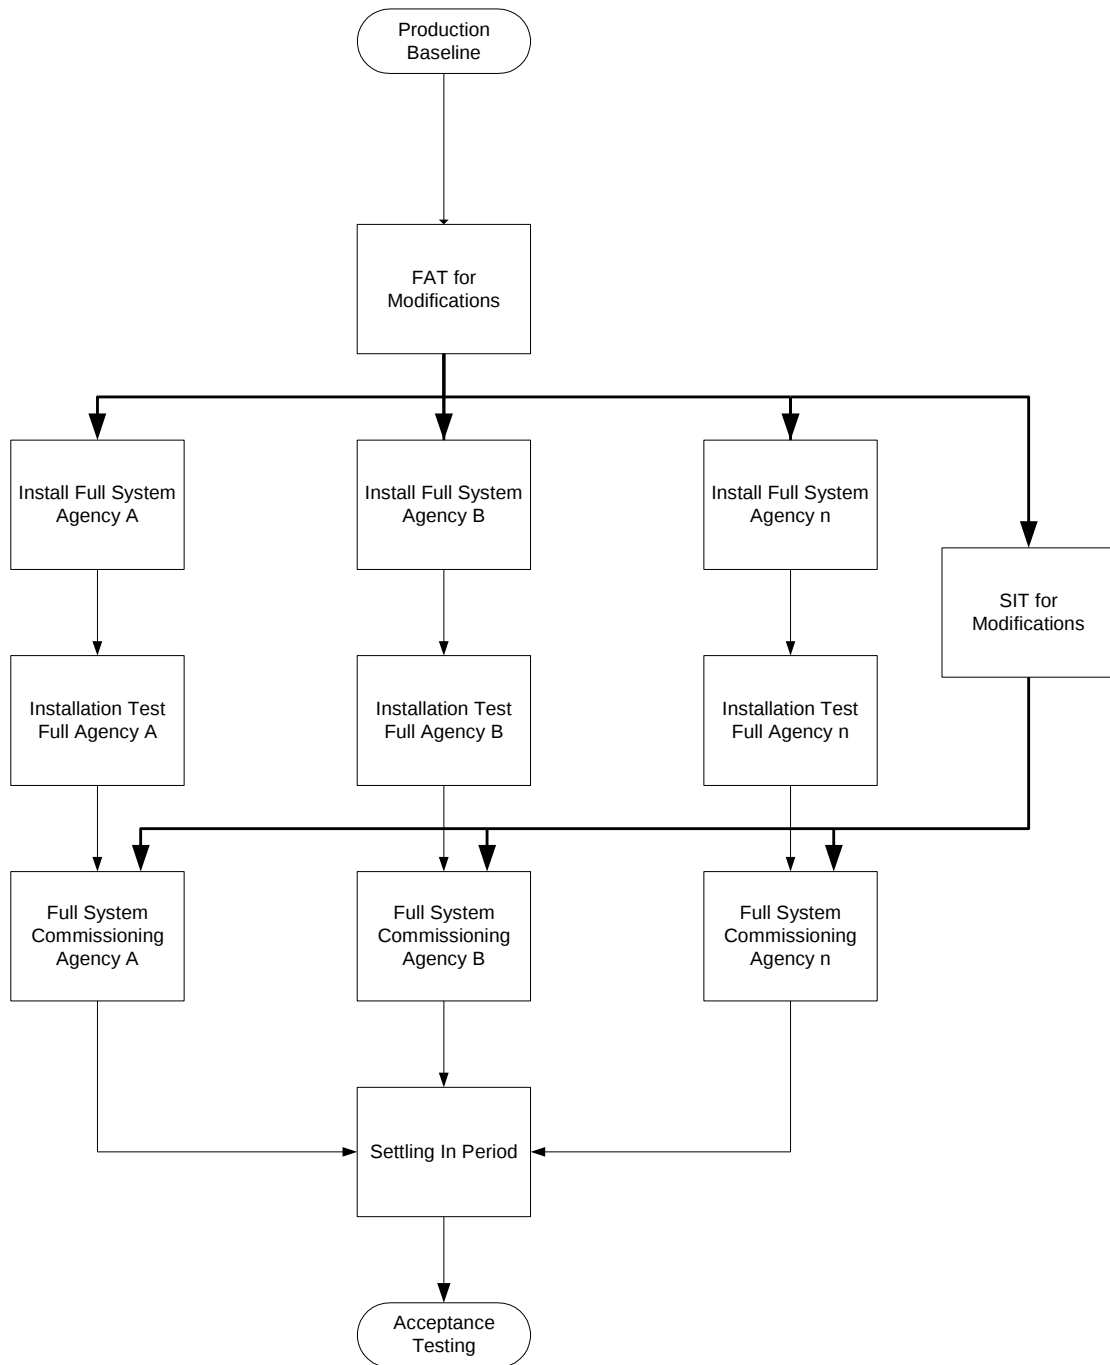 Production
Baseline
FAT for
Modifications
Install Full System
Agency A
Install Full System
Agency B
Install Full System
Agency n
SIT for
Modifications
Installation Test
Full Agency A
Installation Test
Full Agency B
Installation Test
Full Agency n
Full System
Commissioning
Agency A
Full System
Commissioning
Agency B
Full System
Commissioning
Agency n
Settling In Period
Acceptance
Testing